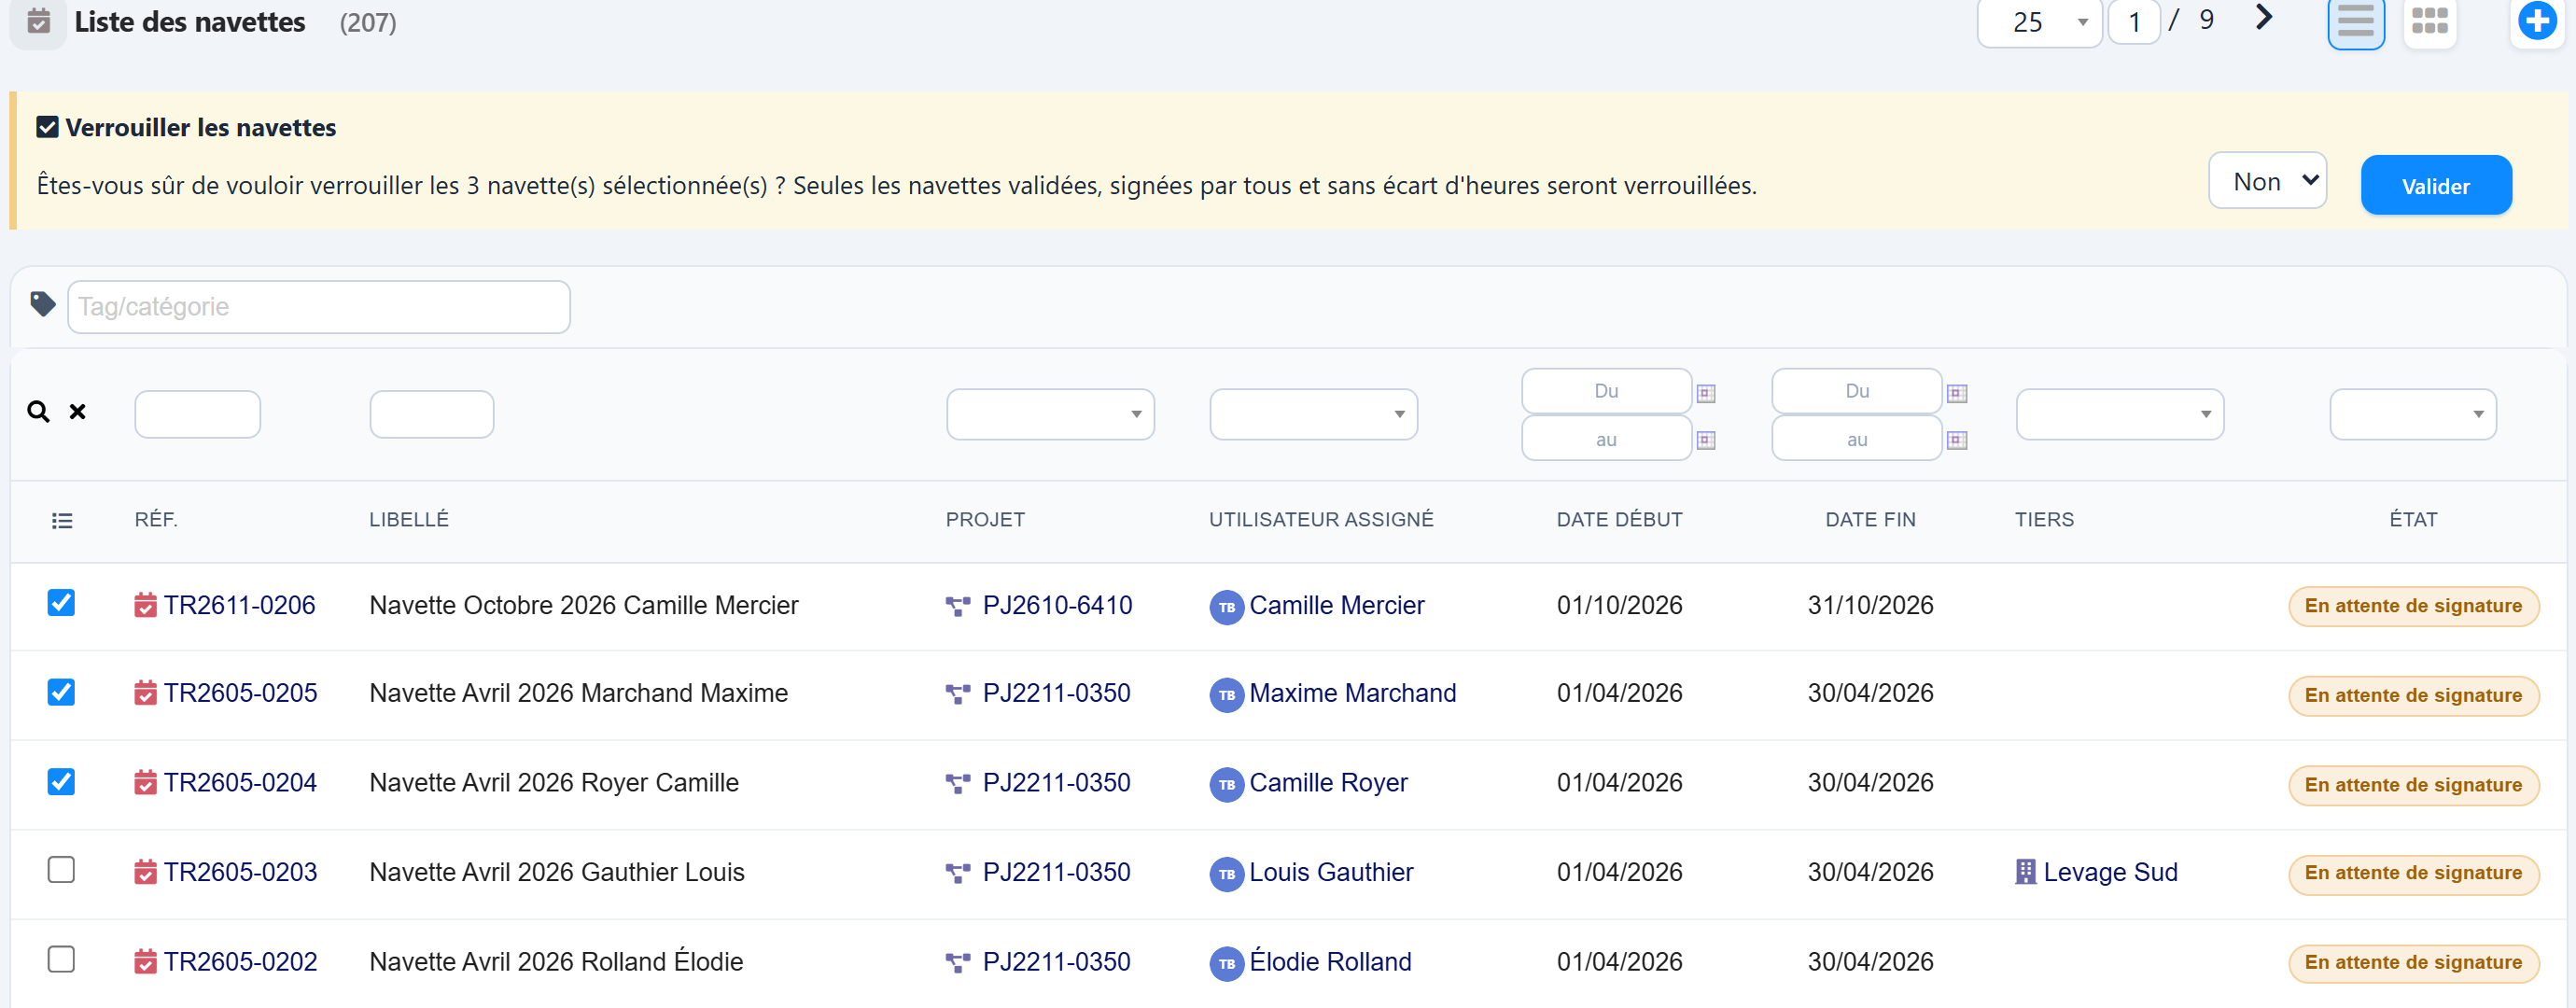 Liste des navettes (207) 25 1 / 9
Verrouiller les navettes
Êtes-vous sûr de vouloir verrouiller les 3 navette(s) sélectionnée(s) ? Seules les navettes validées, signées par tous et sans écart d'heures seront verrouillées. Non Valider
Tag/catégorie
Du Du
au au
RÉF. LIBELLÉ PROJET UTILISATEUR ASSIGNÉ DATE DÉBUT DATE FIN TIERS ÉTAT
TR2611-0206 Navette Octobre 2026 Camille Mercier PJ2610-6410 TB Camille Mercier 01/10/2026 31/10/2026 En attente de signature
TR2605-0205 Navette Avril 2026 Marchand Maxime PJ2211-0350 TB Maxime Marchand 01/04/2026 30/04/2026 En attente de signature
TR2605-0204 Navette Avril 2026 Royer Camille PJ2211-0350 TB Camille Royer 01/04/2026 30/04/2026 En attente de signature
TR2605-0203 Navette Avril 2026 Gauthier Louis PJ2211-0350 TB Louis Gauthier 01/04/2026 30/04/2026 Levage Sud En attente de signature
TR2605-0202 Navette Avril 2026 Rolland Élodie PJ2211-0350 TB Élodie Rolland 01/04/2026 30/04/2026 En attente de signature